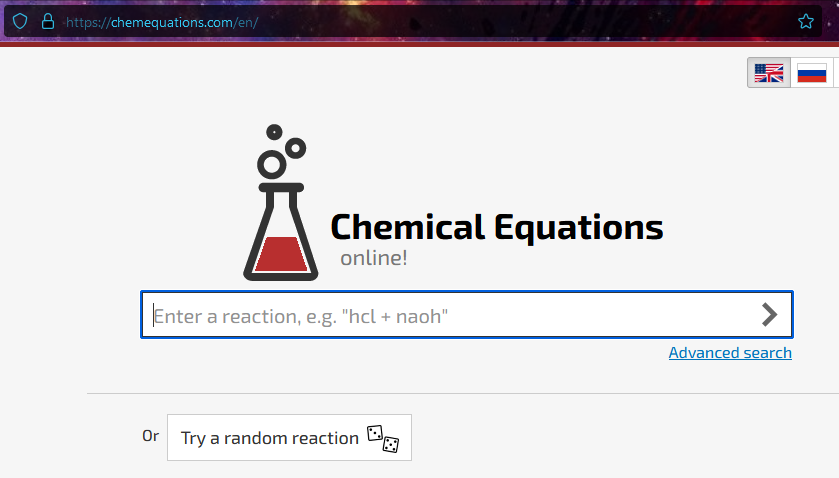 https://chemequations.com/en/
Chemical Equations
online!
Enter a reaction, e.g. "hcl + naoh"
Advanced search
Or
Try a random reaction